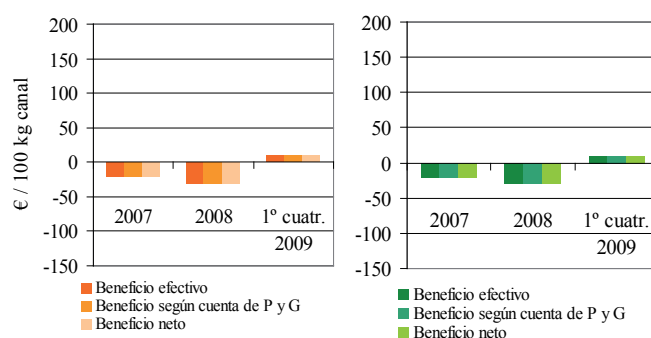 € / 100 kg canal
200
150
100
50
0
-50
-100
-150
2007
2008
1º cuatr.
2009
Beneficio efectivo
Beneficio según cuenta de P y G
Beneficio neto
200
150
100
50
0
-50
-100
-150
2007
2008
1º cuatr.
2009
Beneficio efectivo
Beneficio según cuenta de P y G
Beneficio neto